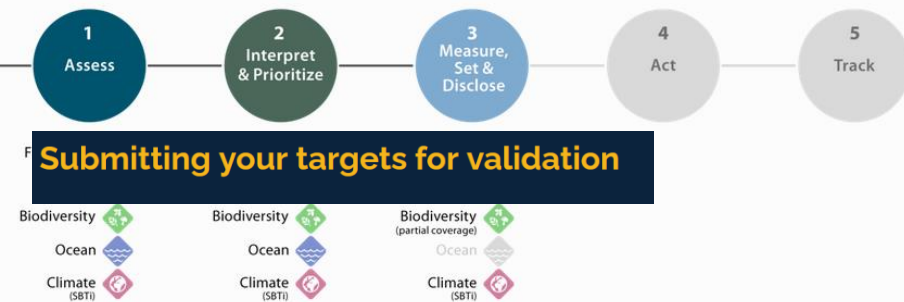 1
Assess
2
Interpret
& Prioritize
3
Measure,
Set &
Disclose
4
Act
5
Track
F
Submitting your targets for validation
Biodiversity
Biodiversity
Biodiversity
(partial coverage)
Ocean
Ocean
Ocean
Climate
(SBTi)
Climate
(SBTi)
Climate
(SBTi)